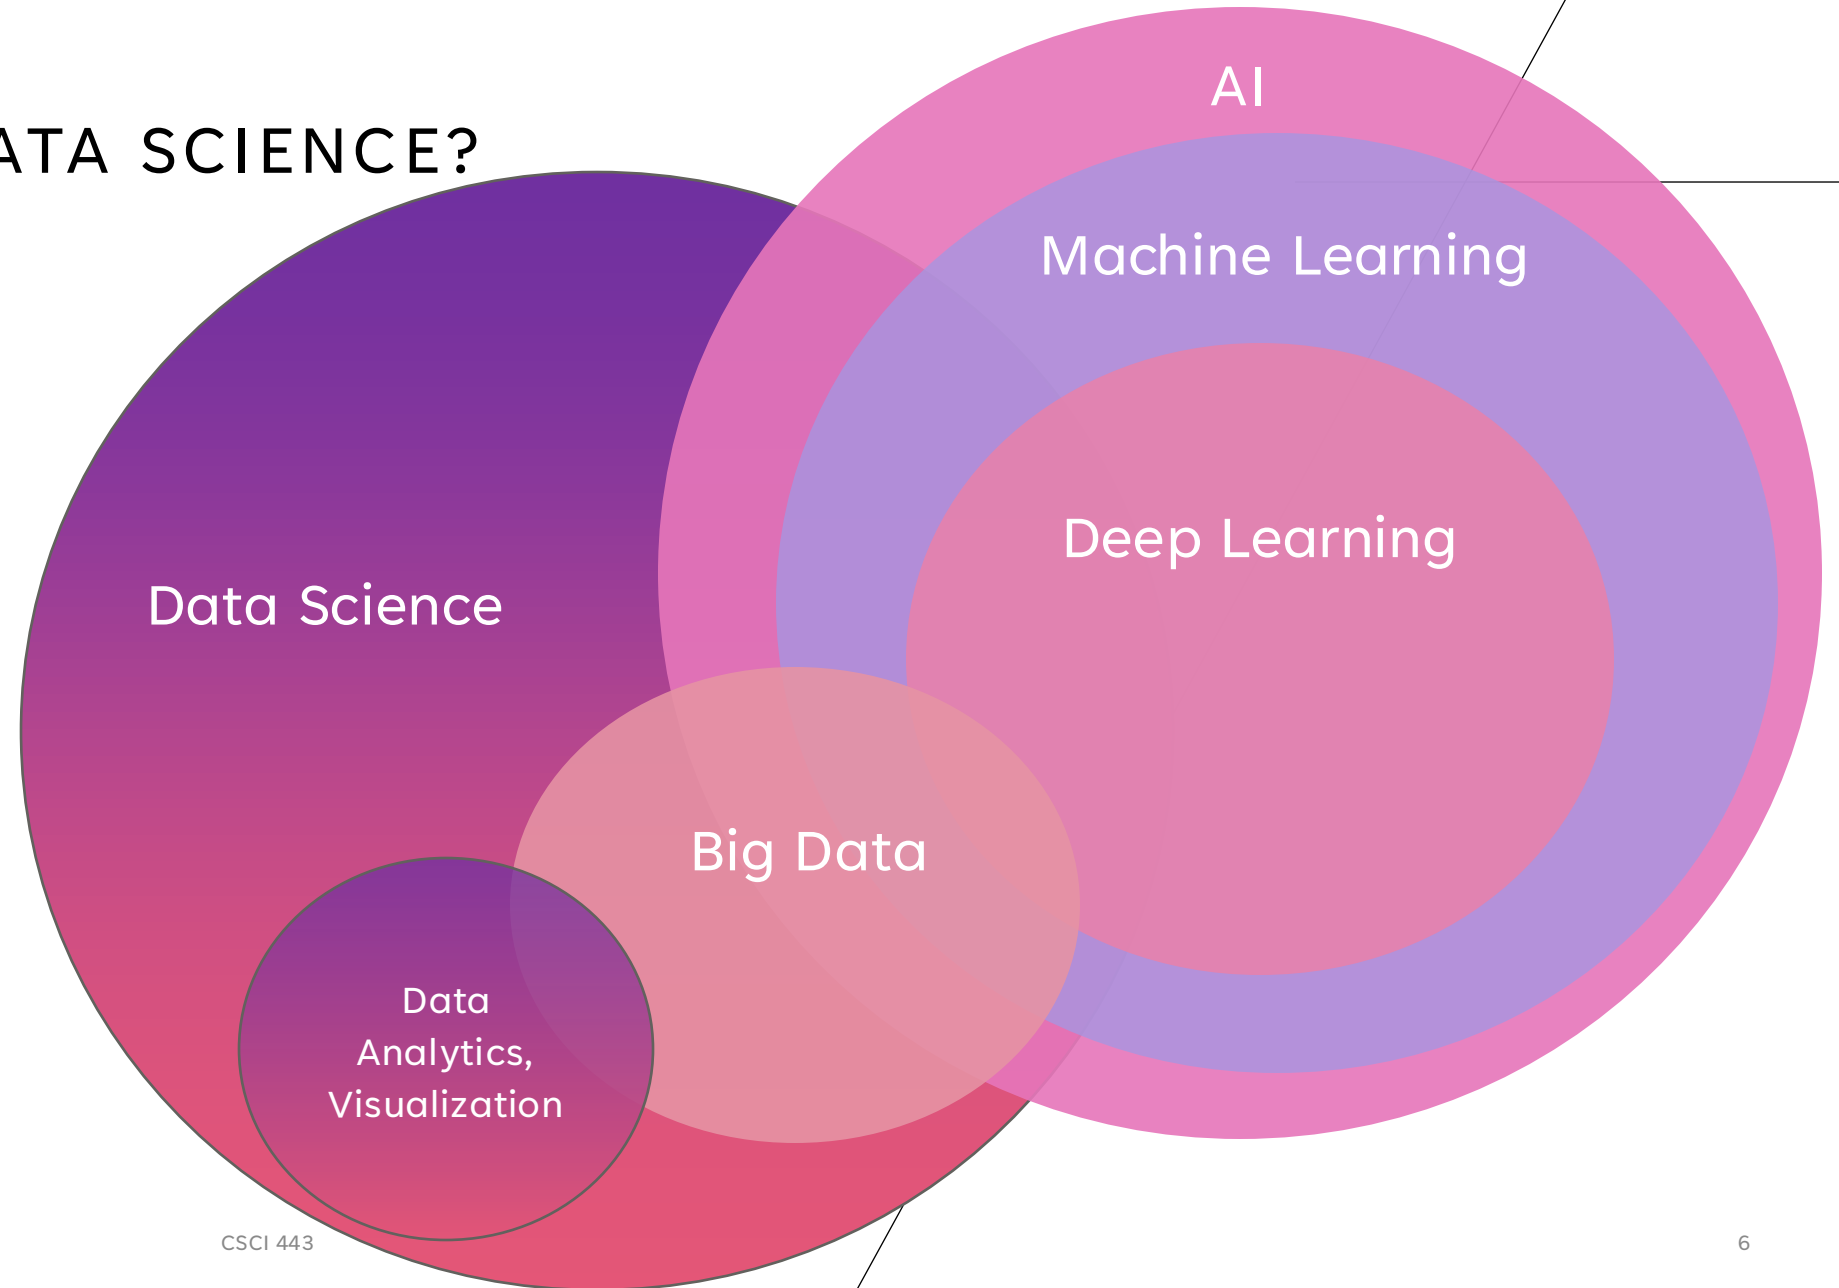 ATA SCIENCE?
AI
Machine Learning
Deep Learning
Data Science
Big Data
Data
Analytics,
Visualization
CSCI 443
6